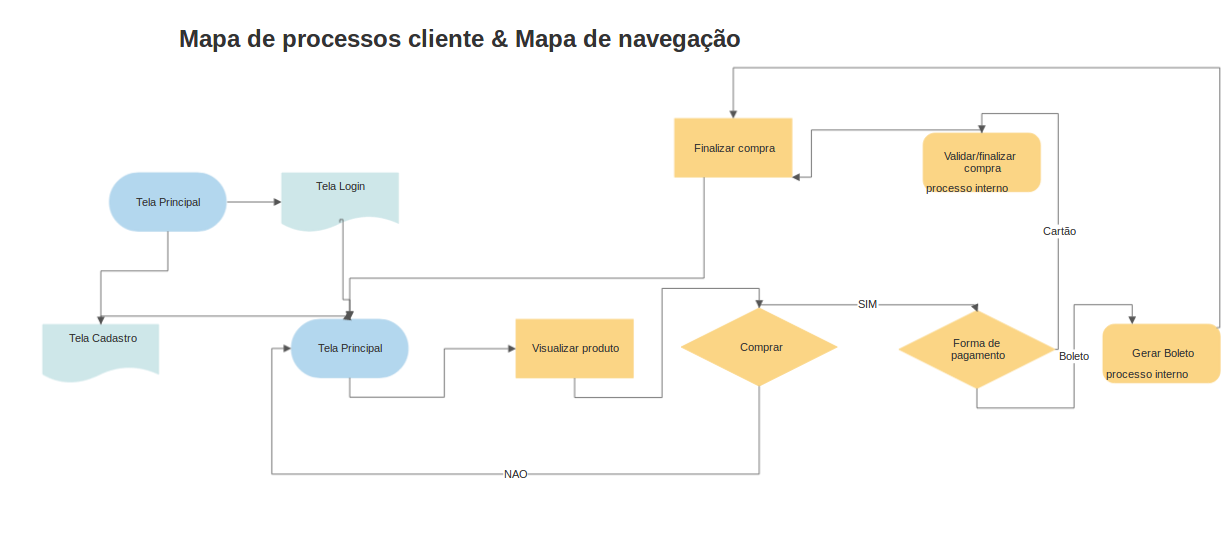 Mapa de processos cliente & Mapa de navegação
Finalizar compra
Validar/finalizar
compra
processo interno
Tela Principal
Tela Login
Cartão
SIM
Tela Cadastro
Tela Principal
Visualizar produto
Comprar
Forma de
pagamento
Boleto
Gerar Boleto
processo interno
NAO